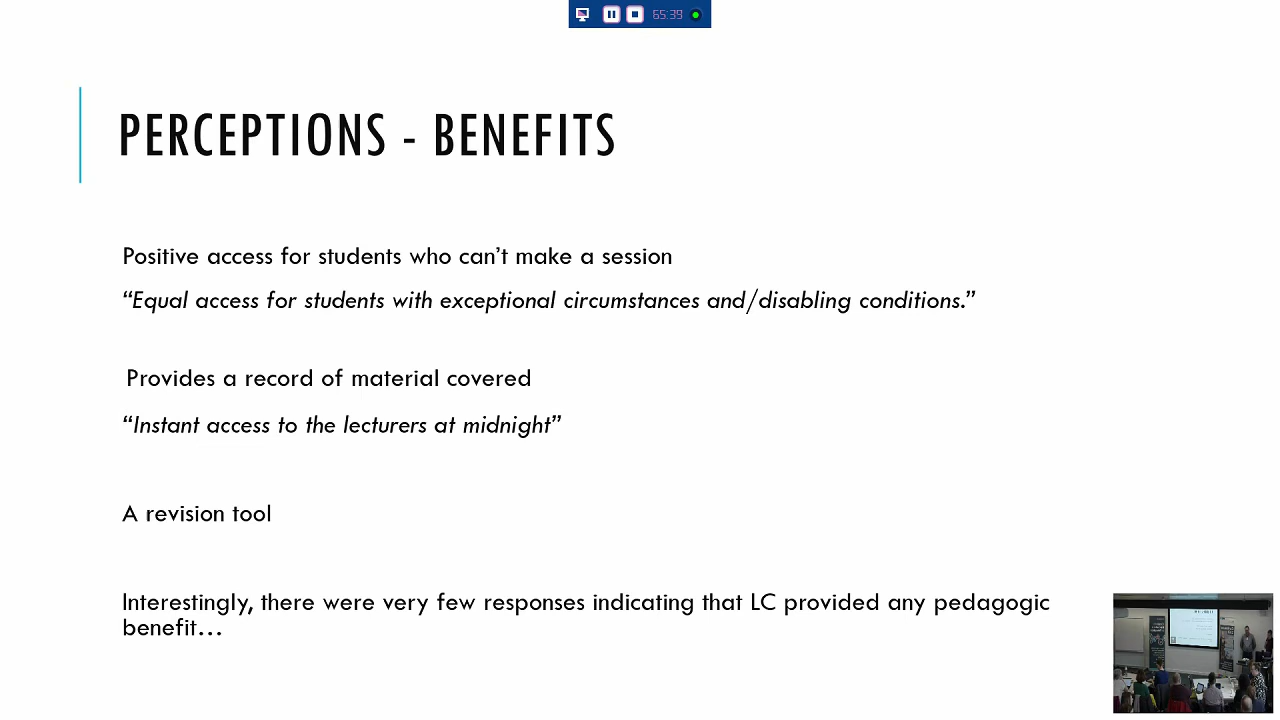 65:39
PERCEPTIONS - BENEFITS
Positive access for students who can't make a session
“Equal access for students with exceptional circumstances and/disabling conditions.”
Provides a record of material covered
“Instant access to the lecturers at midnight”
A revision tool
Interestingly, there were very few responses indicating that LC provided any pedagogic
benefit...